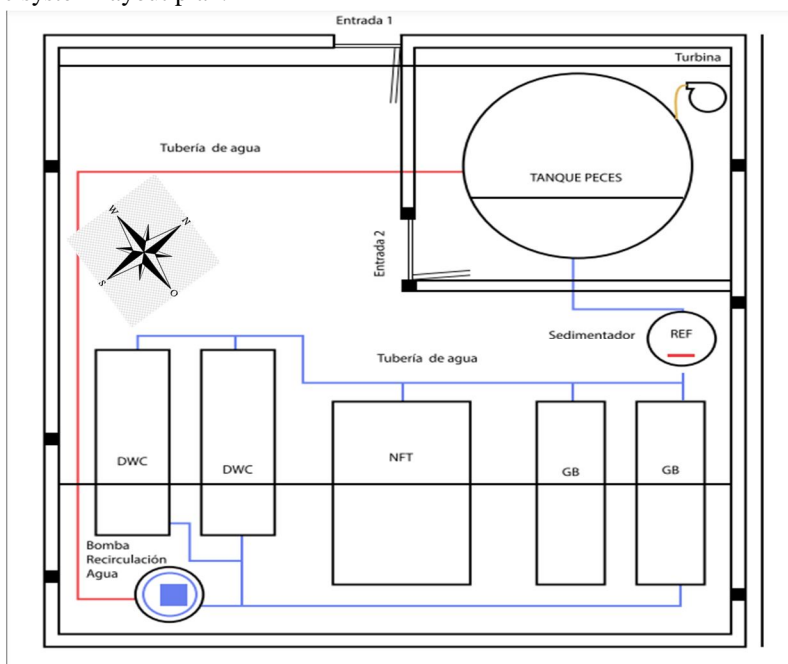 Entrada 1
Turbina
Tubería de agua
TANQUE PECES
W
N
S
O
Entrada 2
Sedimentador
REF
Tubería de agua
DWC
DWC
NFT
GB
GB
Bomba
Recirculación
Agua